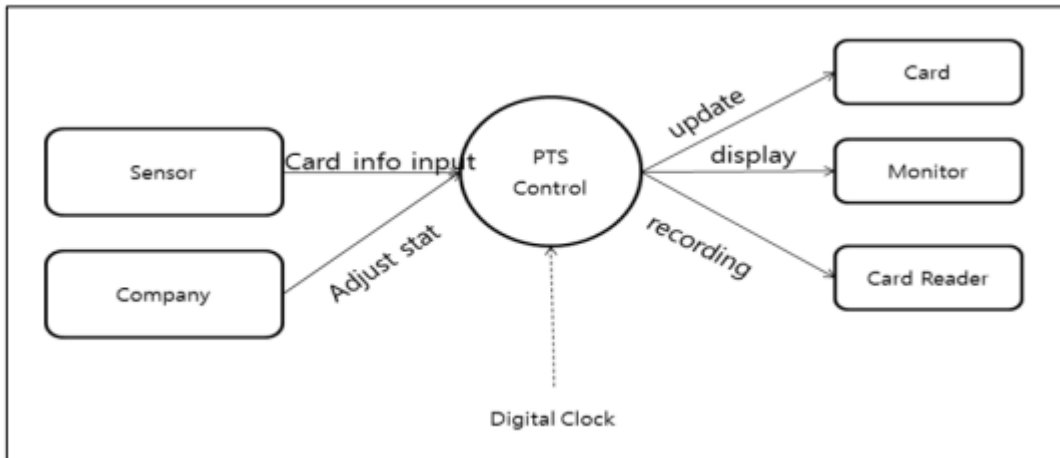 Card
update
PTS
Control
display
Monitor
Sensor
Card info input
recording
Adjust stat
Company
Card Reader
Digital Clock